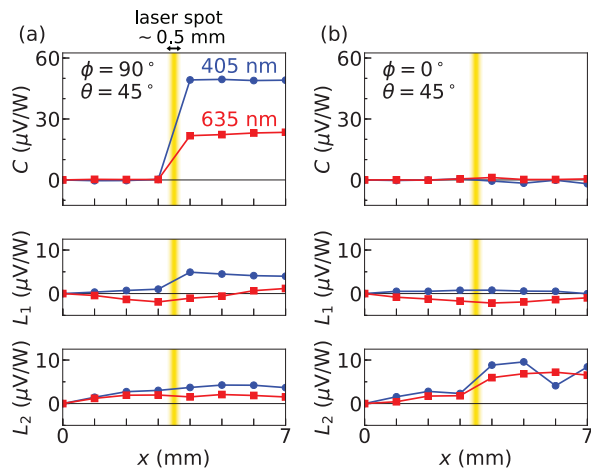 laser spot
~ 0.5 mm
(a)
(b)
60
30
0
C (μV/W)
ϕ = 90°
θ = 45°
405 nm
635 nm
60
30
0
C (μV/W)
ϕ = 0°
θ = 45°
10
0
L₁ (μV/W)
10
0
L₁ (μV/W)
10
0
L₂ (μV/W)
0
7
x (mm)
10
0
L₂ (μV/W)
0
7
x (mm)